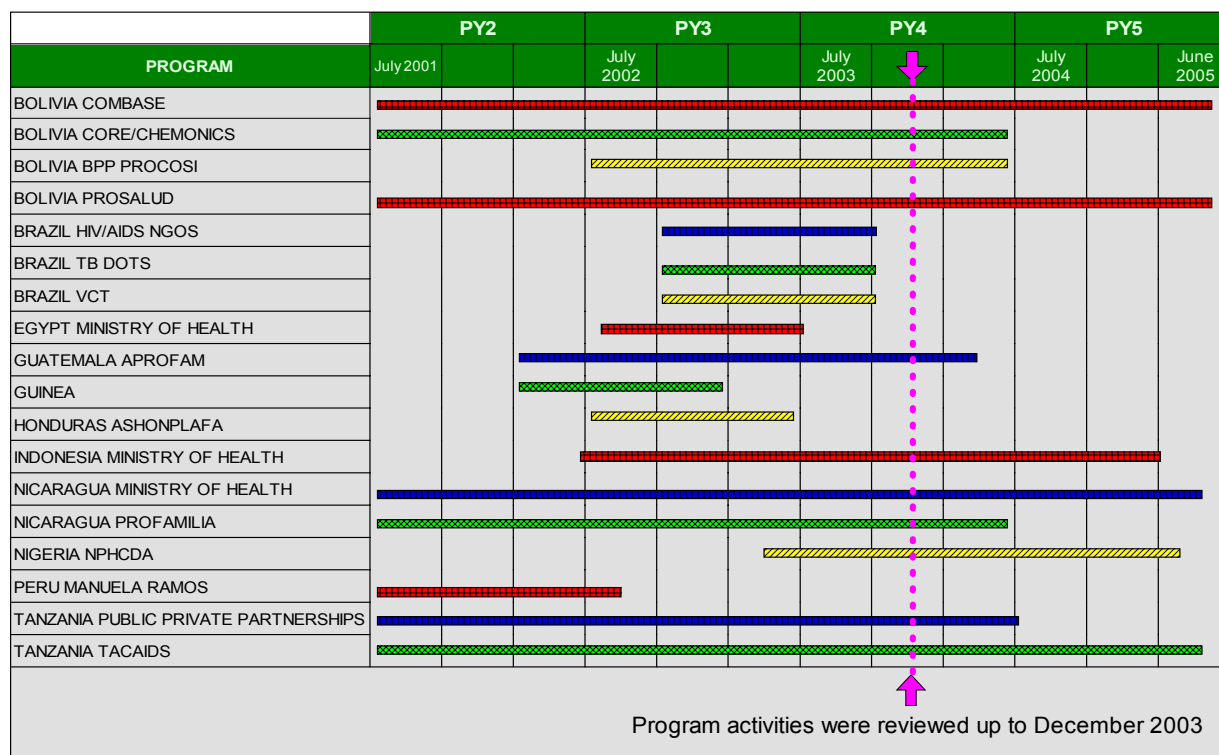 PY2 PY3 PY4 PY5
PROGRAM July 2001 July 2002 July 2003 July 2004 June 2005
BOLIVIA COMBASE
BOLIVIA CORE/CHEMONICS
BOLIVIA BPP PROCOSI
BOLIVIA PROSALUD
BRAZIL HIV/AIDS NGOS
BRAZIL TB DOTS
BRAZIL VCT
EGYPT MINISTRY OF HEALTH
GUATEMALA APROFAM
GUINEA
HONDURAS ASHONPLAFA
INDONESIA MINISTRY OF HEALTH
NICARAGUA MINISTRY OF HEALTH
NICARAGUA PROFAMILIA
NIGERIA NPHCDA
PERU MANUELA RAMOS
TANZANIA PUBLIC PRIVATE PARTNERSHIPS
TANZANIA TACAIDS
Program activities were reviewed up to December 2003